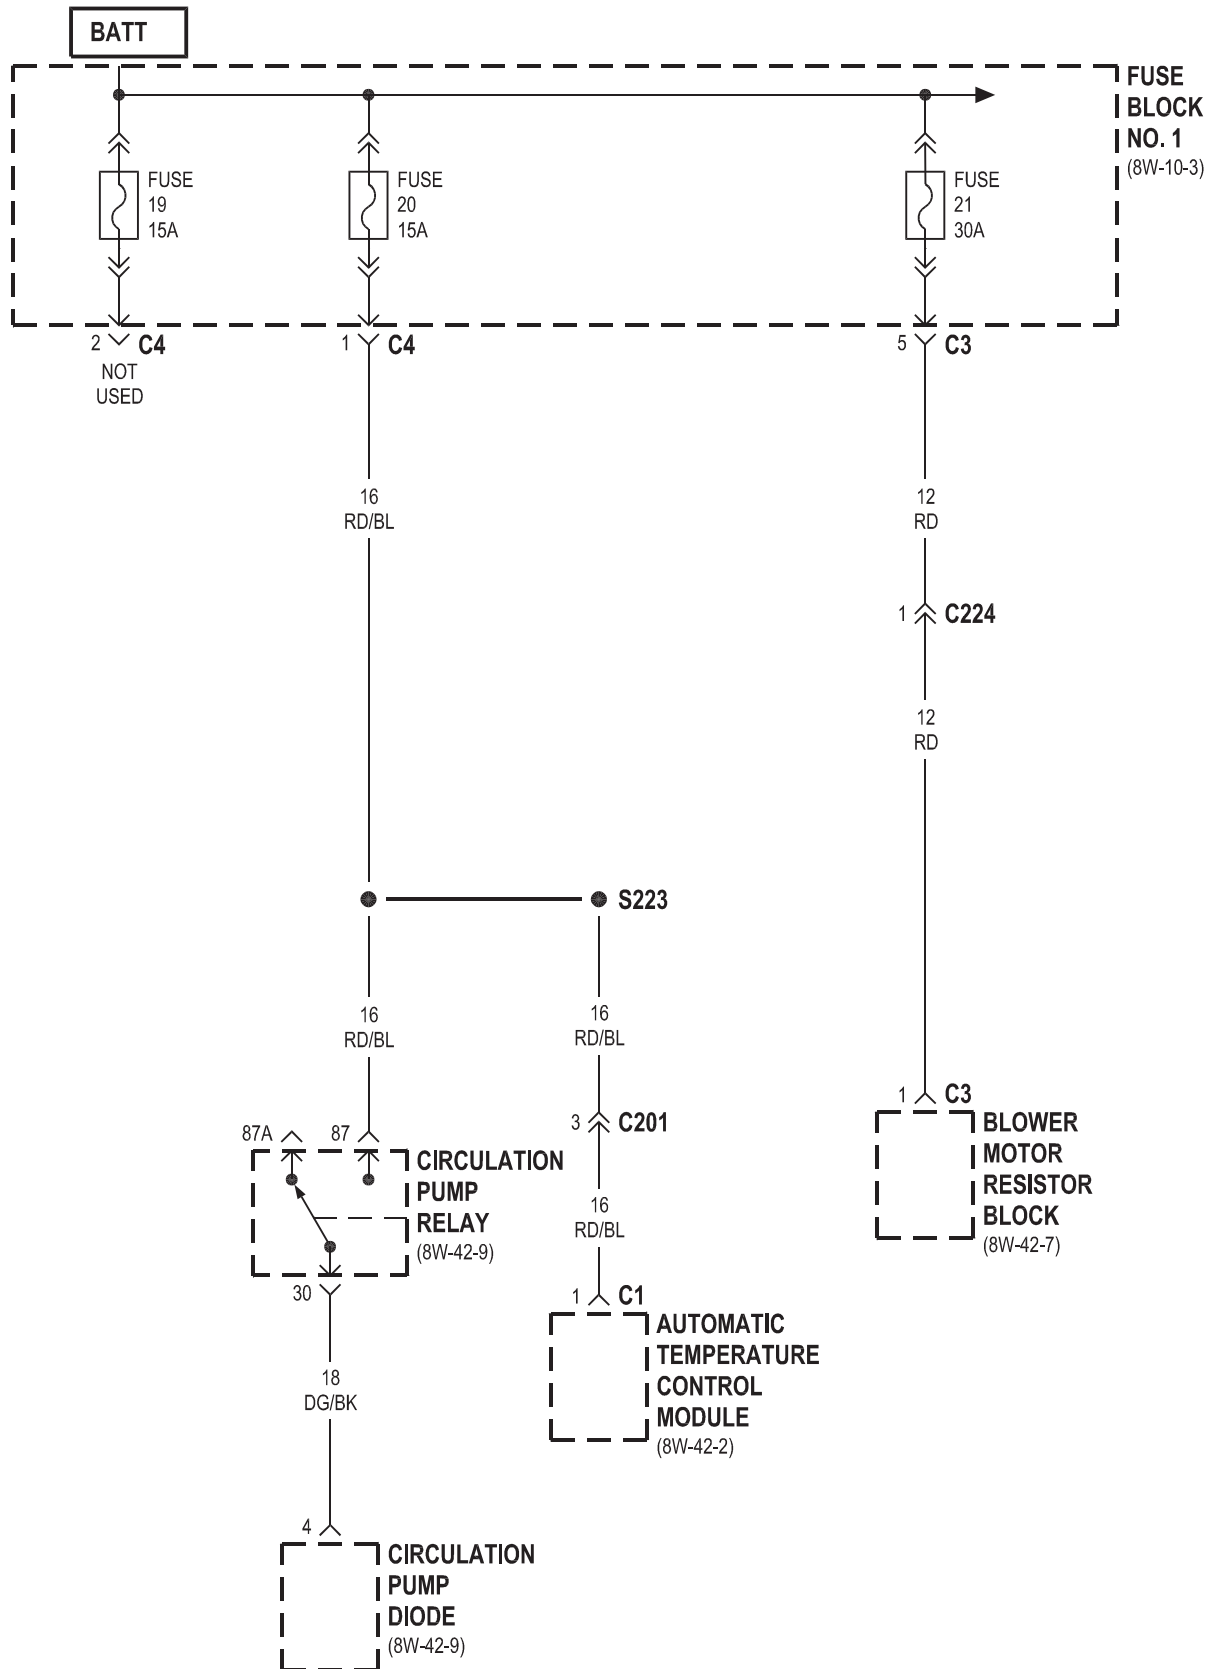 BATT
FUSE
BLOCK
NO. 1
(8W-10-3)
FUSE
19
15A
FUSE
20
15A
FUSE
21
30A
2 C4
NOT
USED
1 C4
5 C3
16
RD/BL
12
RD
1 C224
12
RD
S223
16
RD/BL
16
RD/BL
1 C3
BLOWER
MOTOR
RESISTOR
BLOCK
(8W-42-7)
3 C201
87A 87
CIRCULATION
PUMP
RELAY
(8W-42-9)
30
16
RD/BL
1 C1
AUTOMATIC
TEMPERATURE
CONTROL
MODULE
(8W-42-2)
18
DG/BK
4
CIRCULATION
PUMP
DIODE
(8W-42-9)